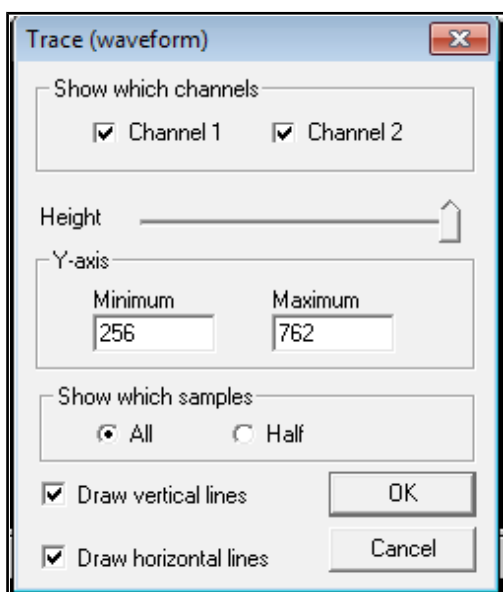 Trace (waveform)
Show which channels
Channel 1 Channel 2
Height
Y-axis
Minimum Maximum
256 762
Show which samples
All Half
Draw vertical lines OK
Draw horizontal lines Cancel